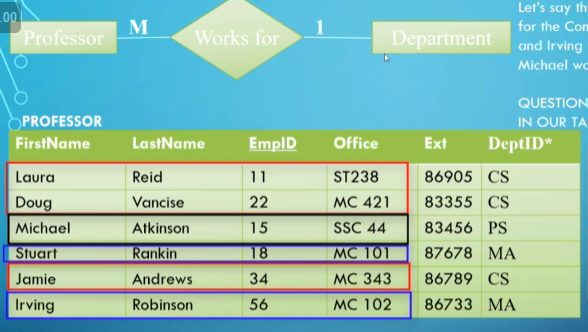 .00
Let's say th
Professor M Works for 1 Department
for the Con
and Irving
Michael wo
QUESTION
PROFESSOR
IN OUR TA
FirstName LastName EmpID Office Ext DeptID*
Laura Reid 11 ST238 86905 CS
Doug Vancise 22 MC 421 83355 CS
Michael Atkinson 15 SSC 44 83456 PS
Stuart Rankin 18 MC 101 87678 MA
Jamie Andrews 34 MC 343 86789 CS
Irving Robinson 56 MC 102 86733 MA